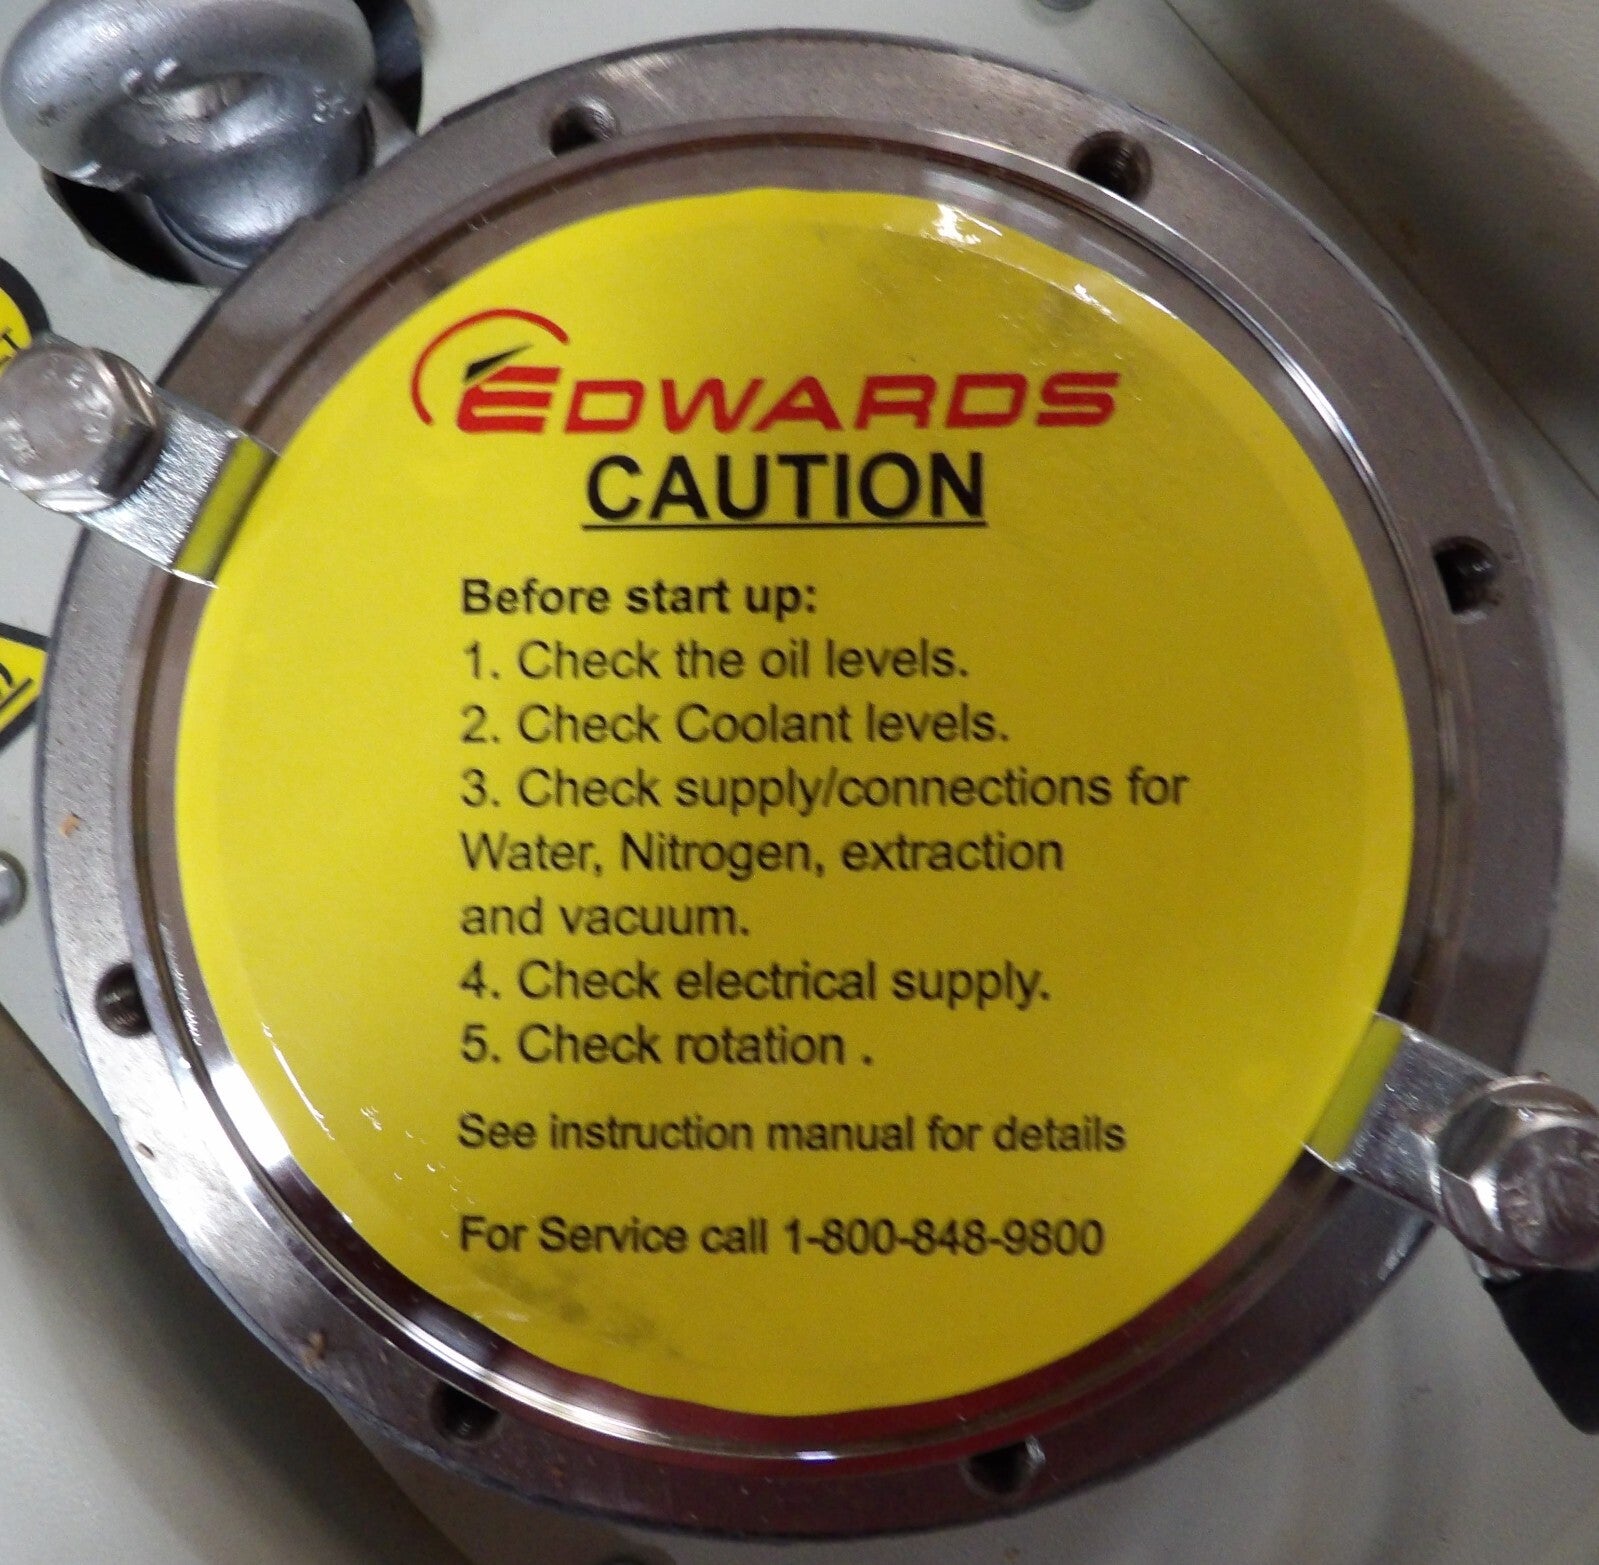 EDWARDS
CAUTION
Before start up:
1. Check the oil levels.
2. Check Coolant levels.
3. Check supply/connections for
Water, Nitrogen, extraction
and vacuum.
4. Check electrical supply.
5. Check rotation .
See instruction manual for details
For Service call 1-800-848-9800